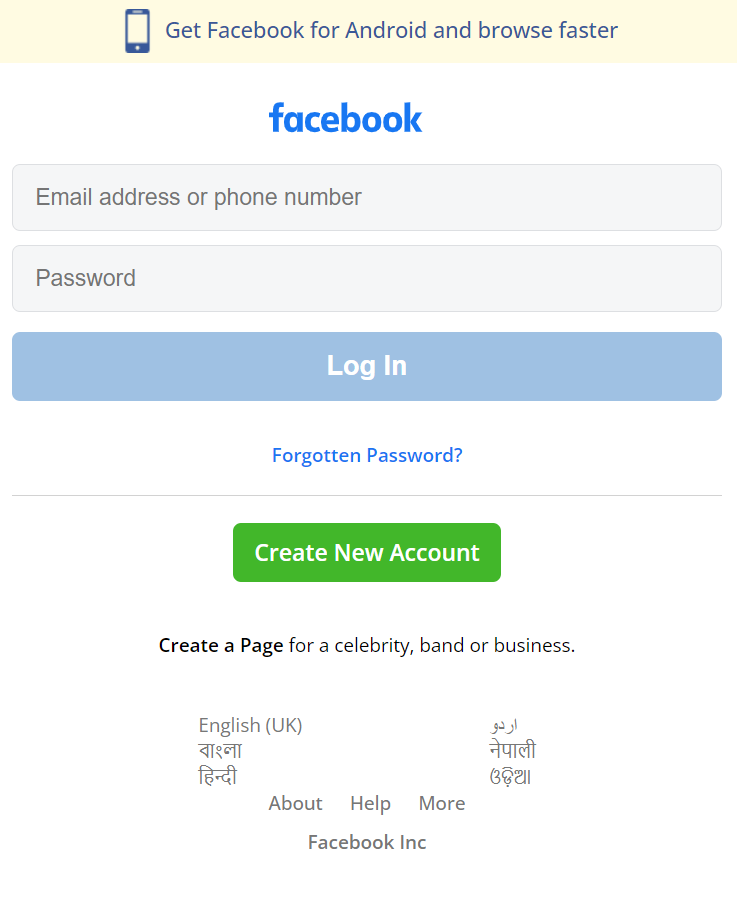 Get Facebook for Android and browse faster
facebook
Email address or phone number
Password
Log In
Forgotten Password?
Create New Account
Create a Page for a celebrity, band or business.
English (UK)
اردو
বাংলা
नेपाली
हिन्दी
ଓଡ଼ିଆ
About Help More
Facebook Inc